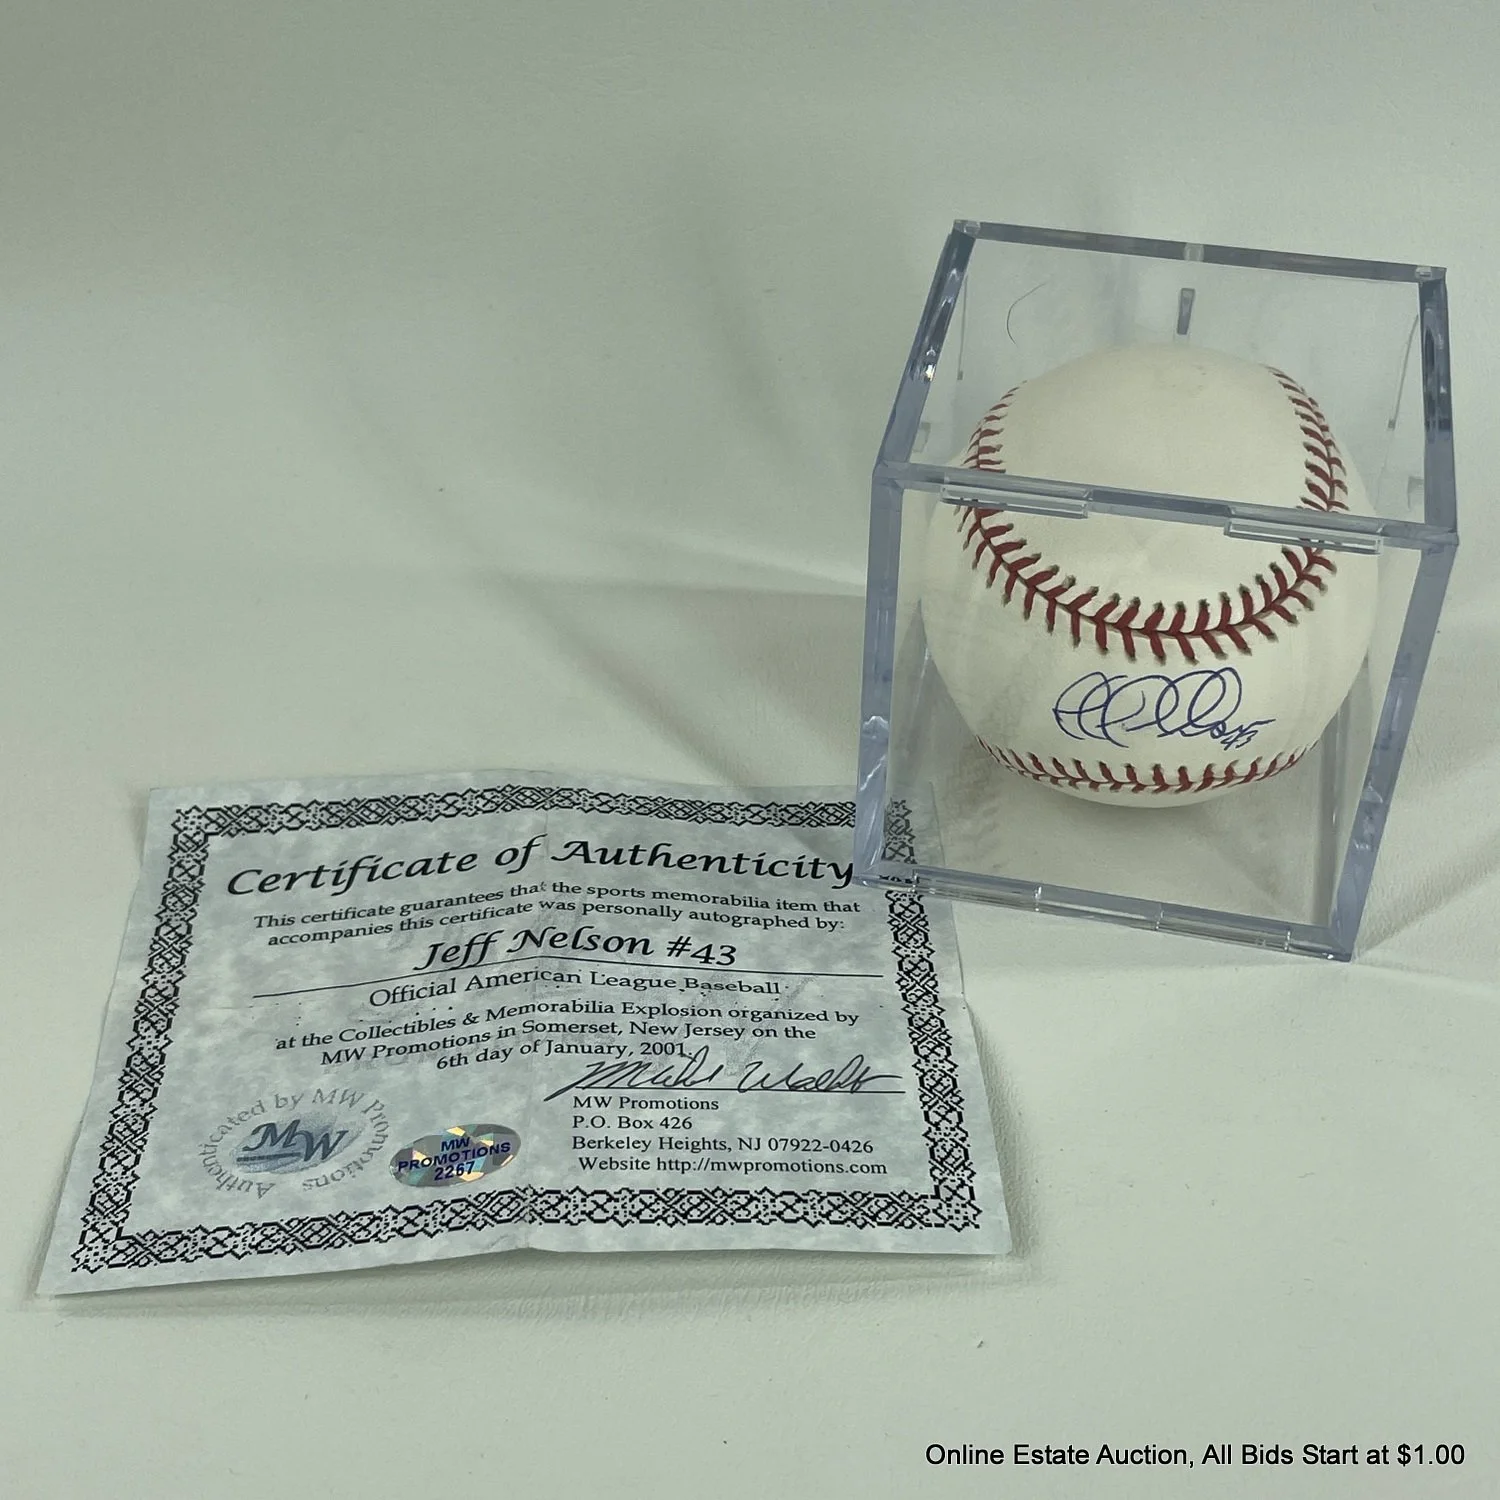 Certificate of Authenticity
This certificate guarantees that the sports memorabilia item that
accompanies this certificate was personally autographed by:
Jeff Nelson #43
Official American League Baseball
at the Collectibles & Memorabilia Explosion organized by
MW Promotions in Somerset, New Jersey on the
6th day of January, 2001.
MW Promotions
P.O. Box 426
Berkeley Heights, NJ 07922-0426
Website http://mwpromotions.com
Authenticated by MW Promotions
MW
MW
PROMOTIONS
2267
43
Online Estate Auction, All Bids Start at $1.00